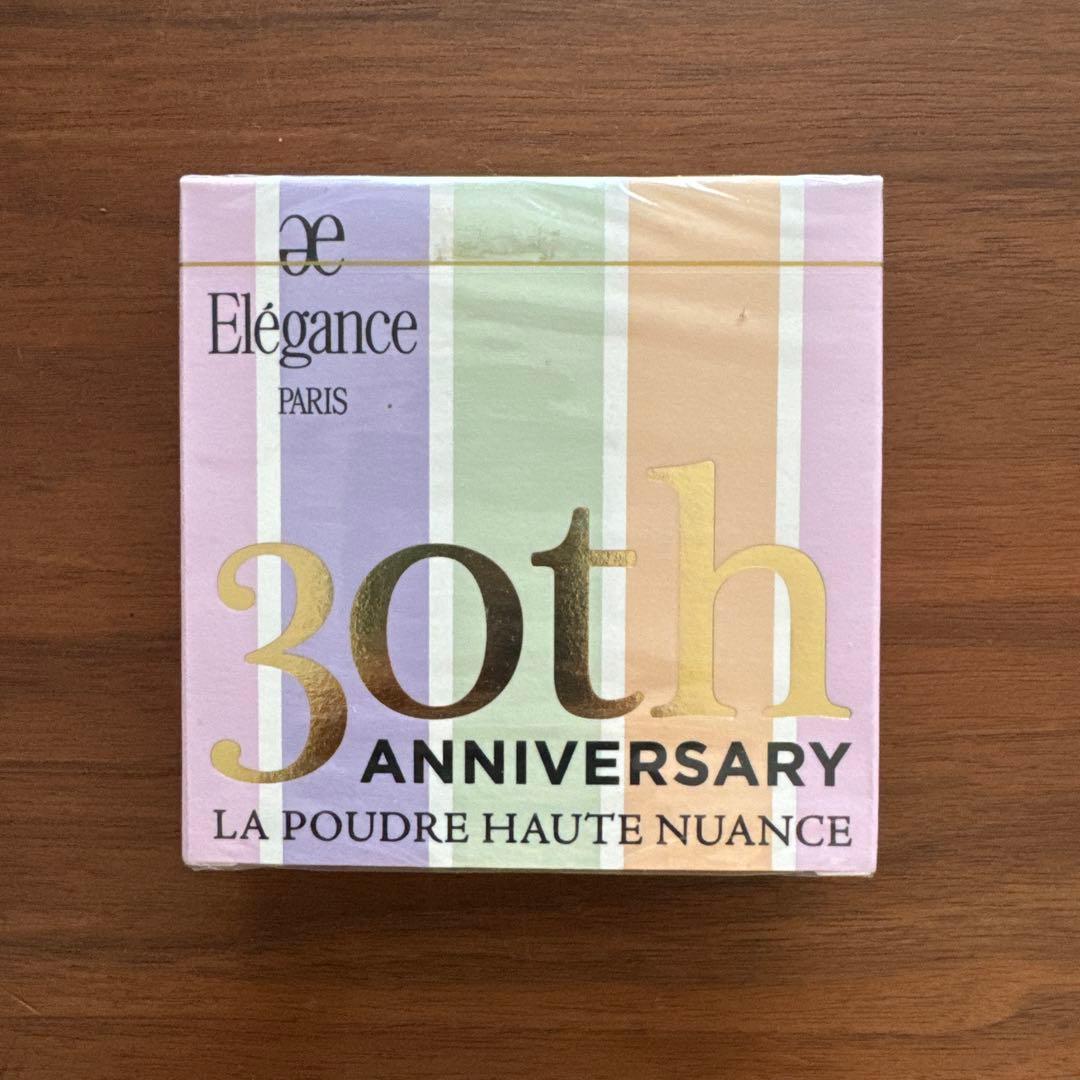 æ
Elégance
PARIS
30th
ANNIVERSARY
LA POUDRE HAUTE NUANCE